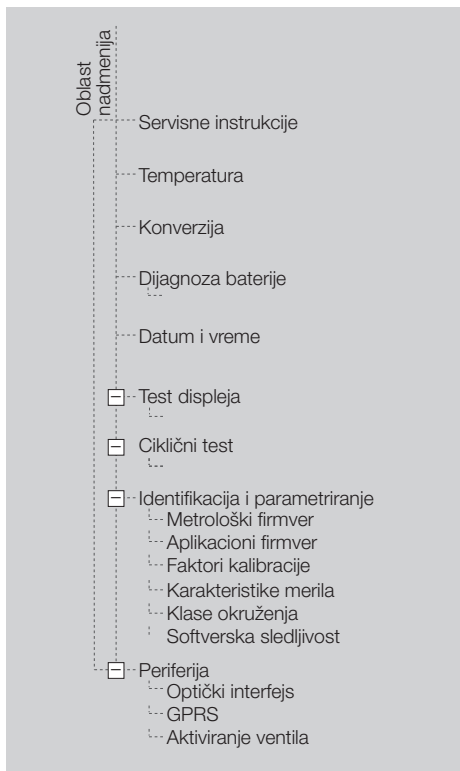 Oblast
nadmenija
Servisne instrukcije
Temperatura
Konverzija
Dijagnoza baterije
Datum i vreme
Test displeja
Ciklični test
Identifikacija i parametriranje
Metrološki firmver
Aplikacioni firmver
Faktori kalibracije
Karakteristike merila
Klase okruženja
Softverska sledljivost
Periferija
Optički interfejs
GPRS
Aktiviranje ventila